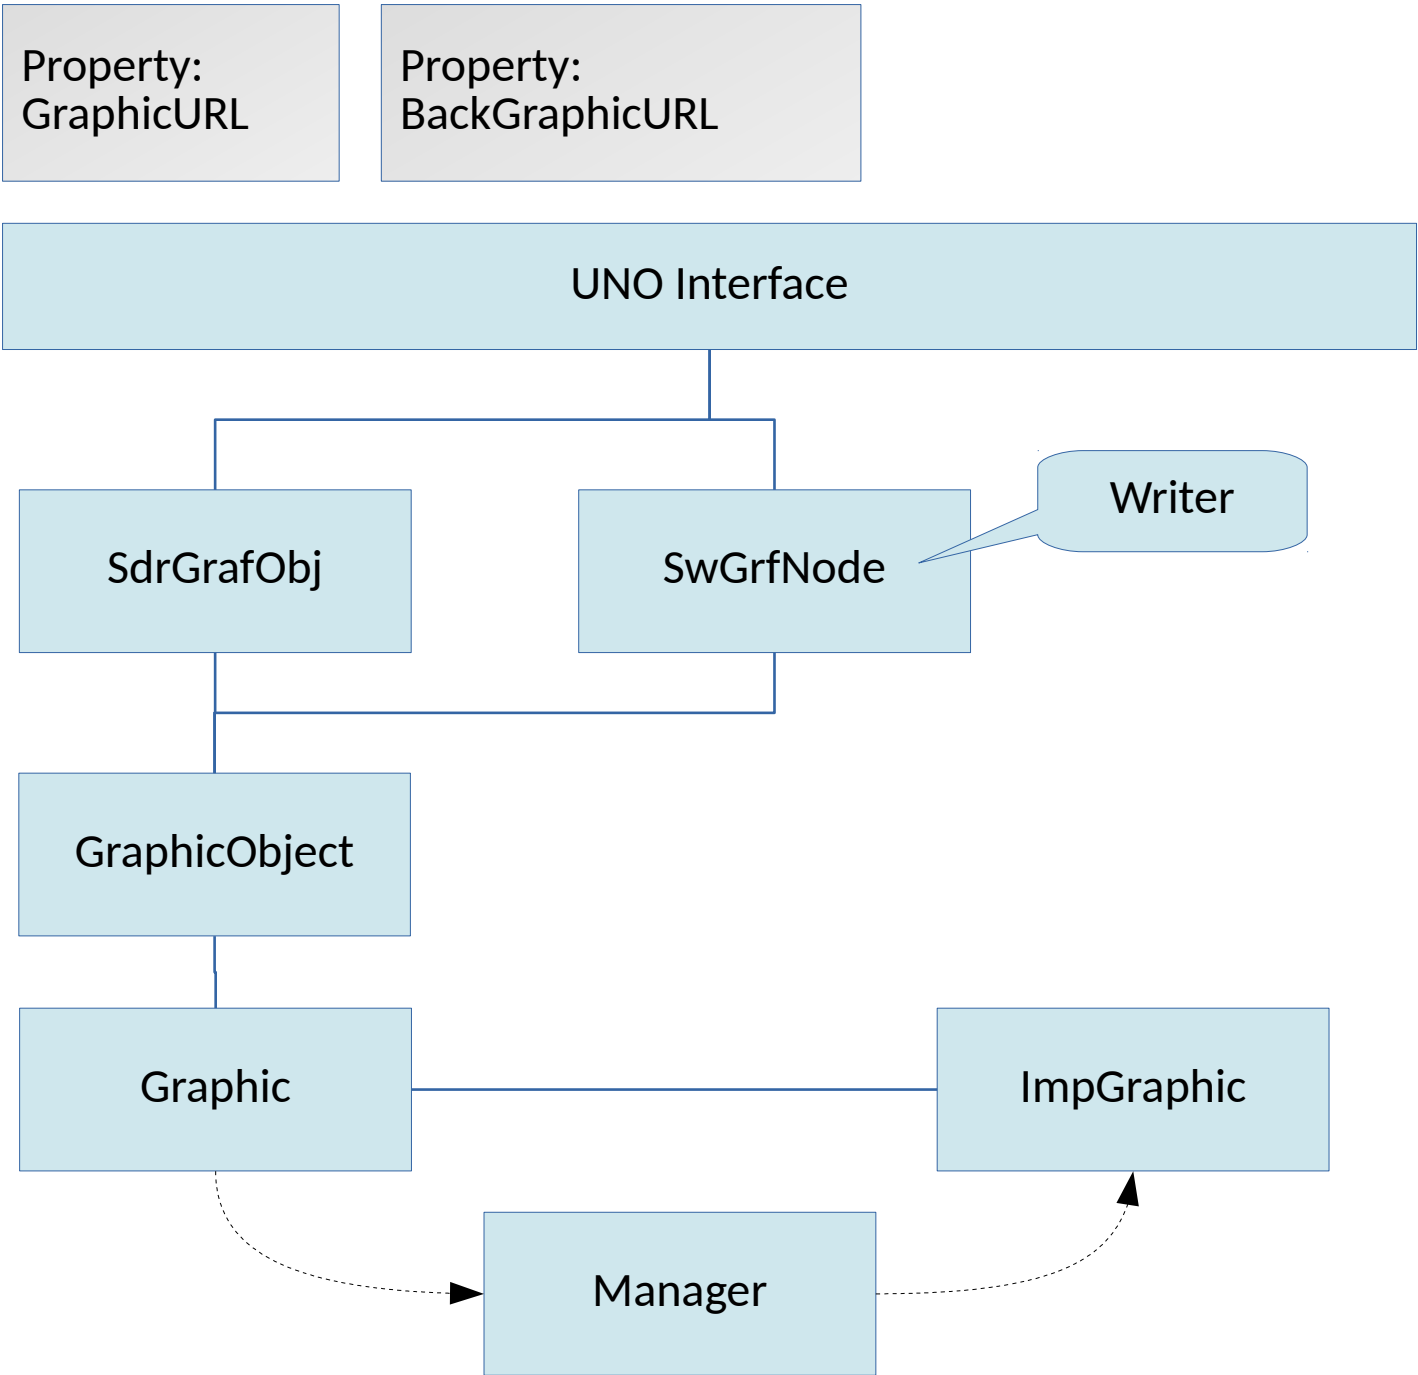 Property:
GraphicURL
Property:
BackGraphicURL
UNO Interface
SdrGrafObj
SwGrfNode
Writer
GraphicObject
Graphic
ImpGraphic
Manager